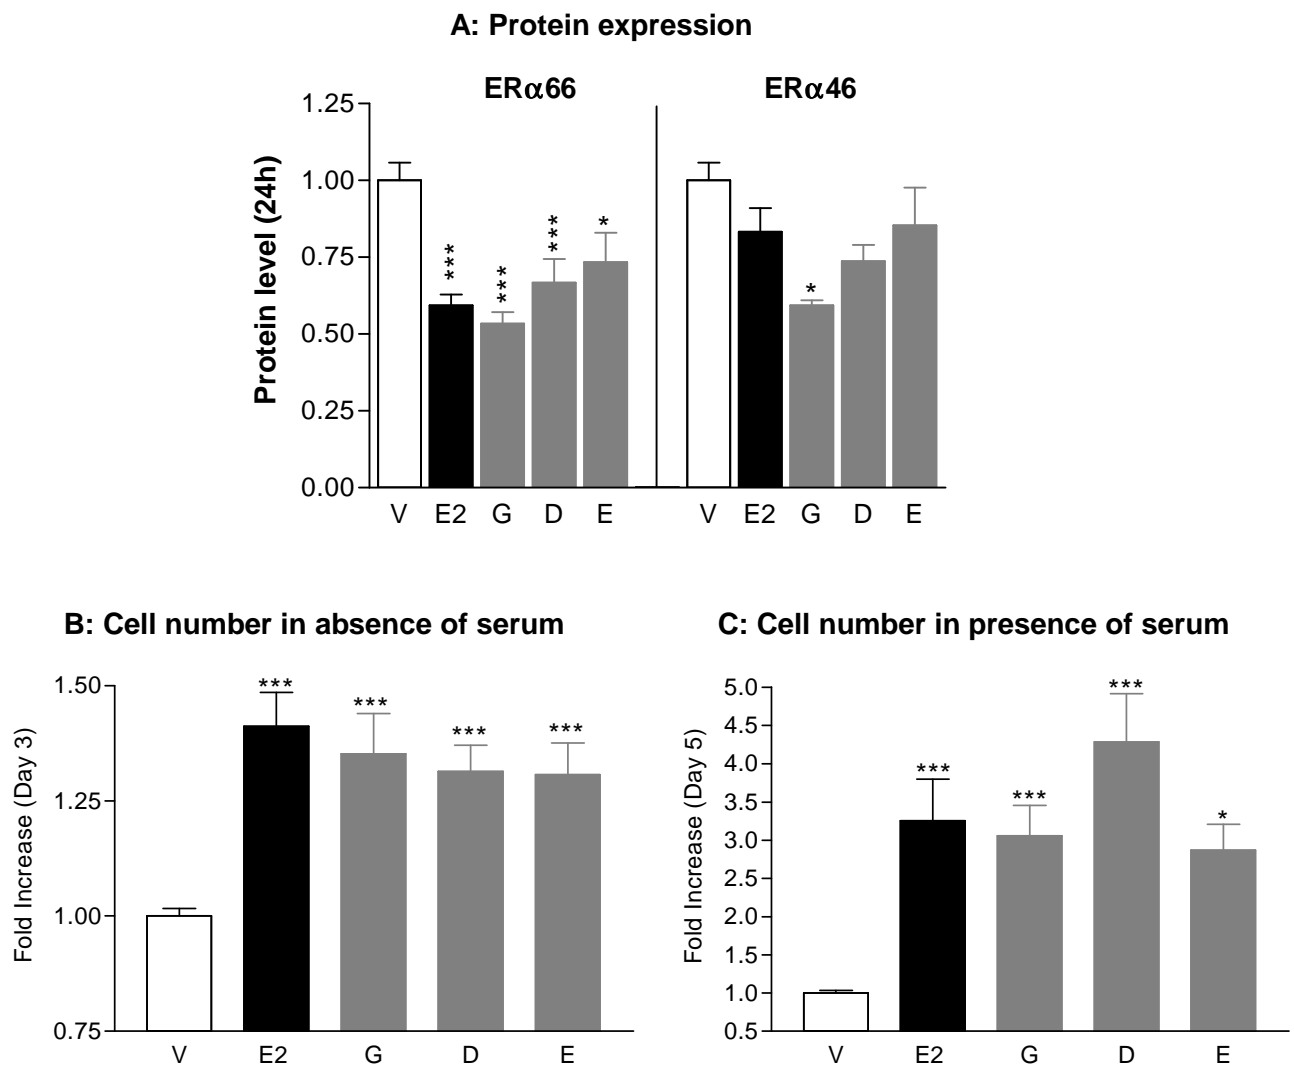 A: Protein expression
ERα66 ERα46
Protein level (24h)
1.25
1.00
0.75
0.50
0.25
0.00
*** *** *** * *
V E2 G D E V E2 G D E
B: Cell number in absence of serum
Fold Increase (Day 3)
1.50
1.25
1.00
0.75
*** *** *** ***
V E2 G D E
C: Cell number in presence of serum
Fold Increase (Day 5)
5.0
4.5
4.0
3.5
3.0
2.5
2.0
1.5
1.0
0.5
*** *** *** *
V E2 G D E